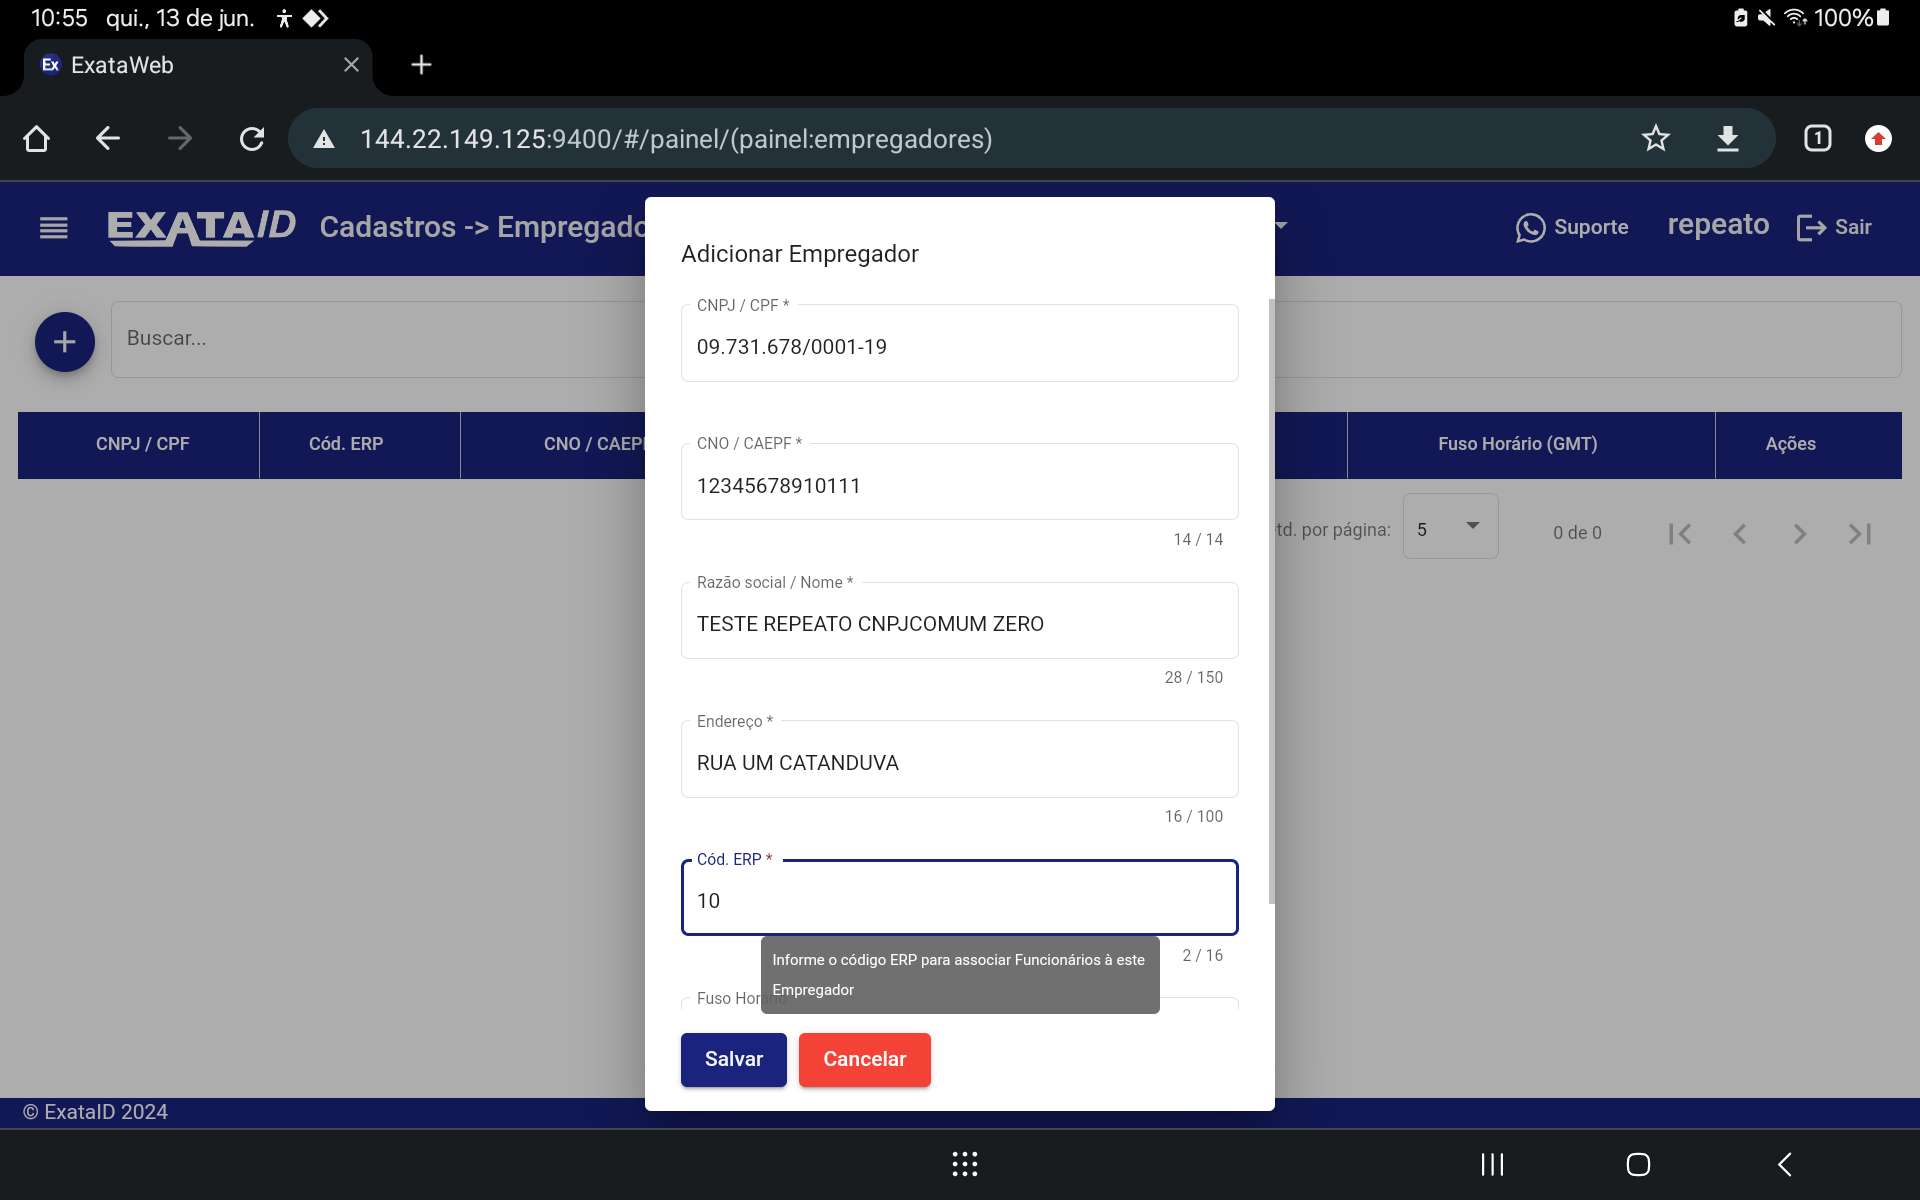 10:55 qui., 13 de jun. 100%
Ex ExataWeb
144.22.149.125:9400/#/painel/(painel:empregadores) 1
EXATAID Cadastros -> Empregado Suporte repeato Sair
Adicionar Empregador
Buscar...
CNPJ / CPF *
09.731.678/0001-19
CNPJ / CPF Cód. ERP CNO / CAEPF Fuso Horário (GMT) Ações
CNO / CAEPF *
12345678910111
14 / 14
td. por página: 5 0 de 0
Razão social / Nome *
TESTE REPEATO CNPJCOMUM ZERO
28 / 150
Endereço *
RUA UM CATANDUVA
16 / 100
Cód. ERP *
10
2 / 16
Informe o código ERP para associar Funcionários à este
Empregador
Fuso Horário
Salvar Cancelar
© ExataID 2024